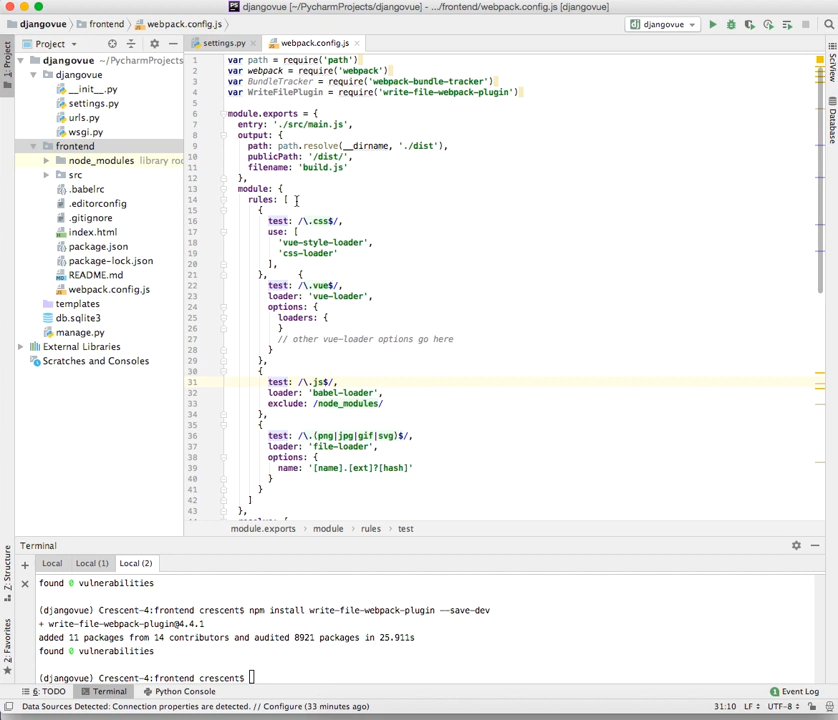 PS djangovue [~/PycharmProjects/djangovue] - .../frontend/webpack.config.js [djangovue]
djangovue frontend webpack.config.js djangovue
Project settings.py webpack.config.js
1: Project
djangovue ~/PycharmProjects
djangovue
__init__.py
settings.py
urls.py
wsgi.py
frontend
node_modules library roo
src
.babelrc
.editorconfig
.gitignore
index.html
package.json
package-lock.json
README.md
webpack.config.js
templates
db.sqlite3
manage.py
External Libraries
Scratches and Consoles
1 var path = require('path')
2 var webpack = require('webpack')
3 var BundleTracker = require('webpack-bundle-tracker')
4 var WriteFilePlugin = require('write-file-webpack-plugin')
5
6 module.exports = {
7 entry: './src/main.js',
8 output: {
9 path: path.resolve(__dirname, './dist'),
10 publicPath: '/dist/',
11 filename: 'build.js'
12 },
13 module: {
14 rules: [
15 {
16 test: /\.css$/,
17 use: [
18 'vue-style-loader',
19 'css-loader'
20 ],
21 }, {
22 test: /\.vue$/,
23 loader: 'vue-loader',
24 options: {
25 loaders: {
26 }
27 // other vue-loader options go here
28 }
29 },
30 {
31 test: /\.js$/,
32 loader: 'babel-loader',
33 exclude: /node_modules/
34 },
35 {
36 test: /\.(png|jpg|gif|svg)$/,
37 loader: 'file-loader',
38 options: {
39 name: '[name].[ext]?[hash]'
40 }
41 }
42 ]
43 },
module.exports module rules test
SciView
Database
Terminal
Local Local (1) Local (2)
found 0 vulnerabilities
(djangovue) Crescent-4:frontend crescent$ npm install write-file-webpack-plugin --save-dev
+ write-file-webpack-plugin@4.4.1
added 11 packages from 14 contributors and audited 8921 packages in 25.911s
found 0 vulnerabilities
(djangovue) Crescent-4:frontend crescent$
Z: Structure
2: Favorites
6: TODO Terminal Python Console 1 Event Log
Data Sources Detected: Connection properties are detected. // Configure (33 minutes ago) 31:10 LF UTF-8